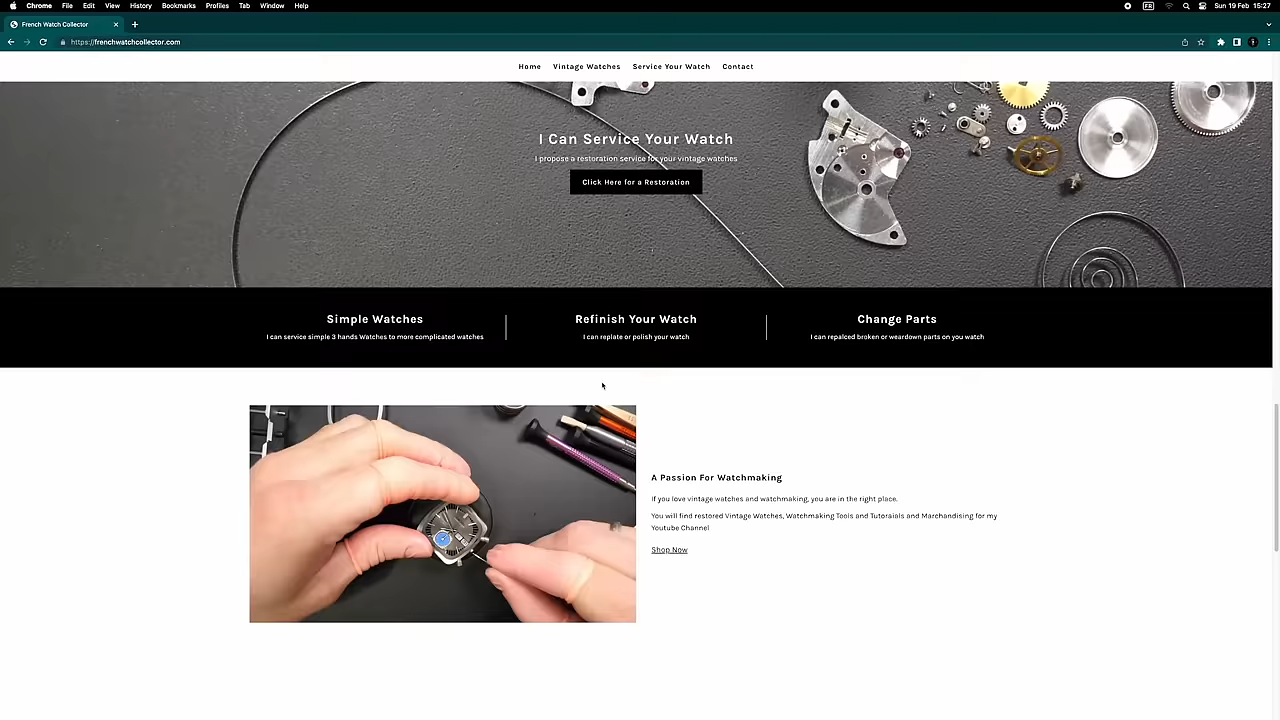 Chrome File Edit View History Bookmarks Profiles Tab Window Help FR Sun 19 Feb 15:27
French Watch Collector
https://frenchwatchcollector.com
Home Vintage Watches Service Your Watch Contact
I Can Service Your Watch
I propose a restoration service for your vintage watches
Click Here for a Restoration
Simple Watches
I can service simple 3 hands Watches to more complicated watches
Refinish Your Watch
I can replate or polish your watch
Change Parts
I can repalced broken or weardown parts on you watch
A Passion For Watchmaking
If you love vintage watches and watchmaking, you are in the right place.
You will find restored Vintage Watches, Watchmaking Tools and Tutoraials and Marchandising for my
Youtube Channel
Shop Now